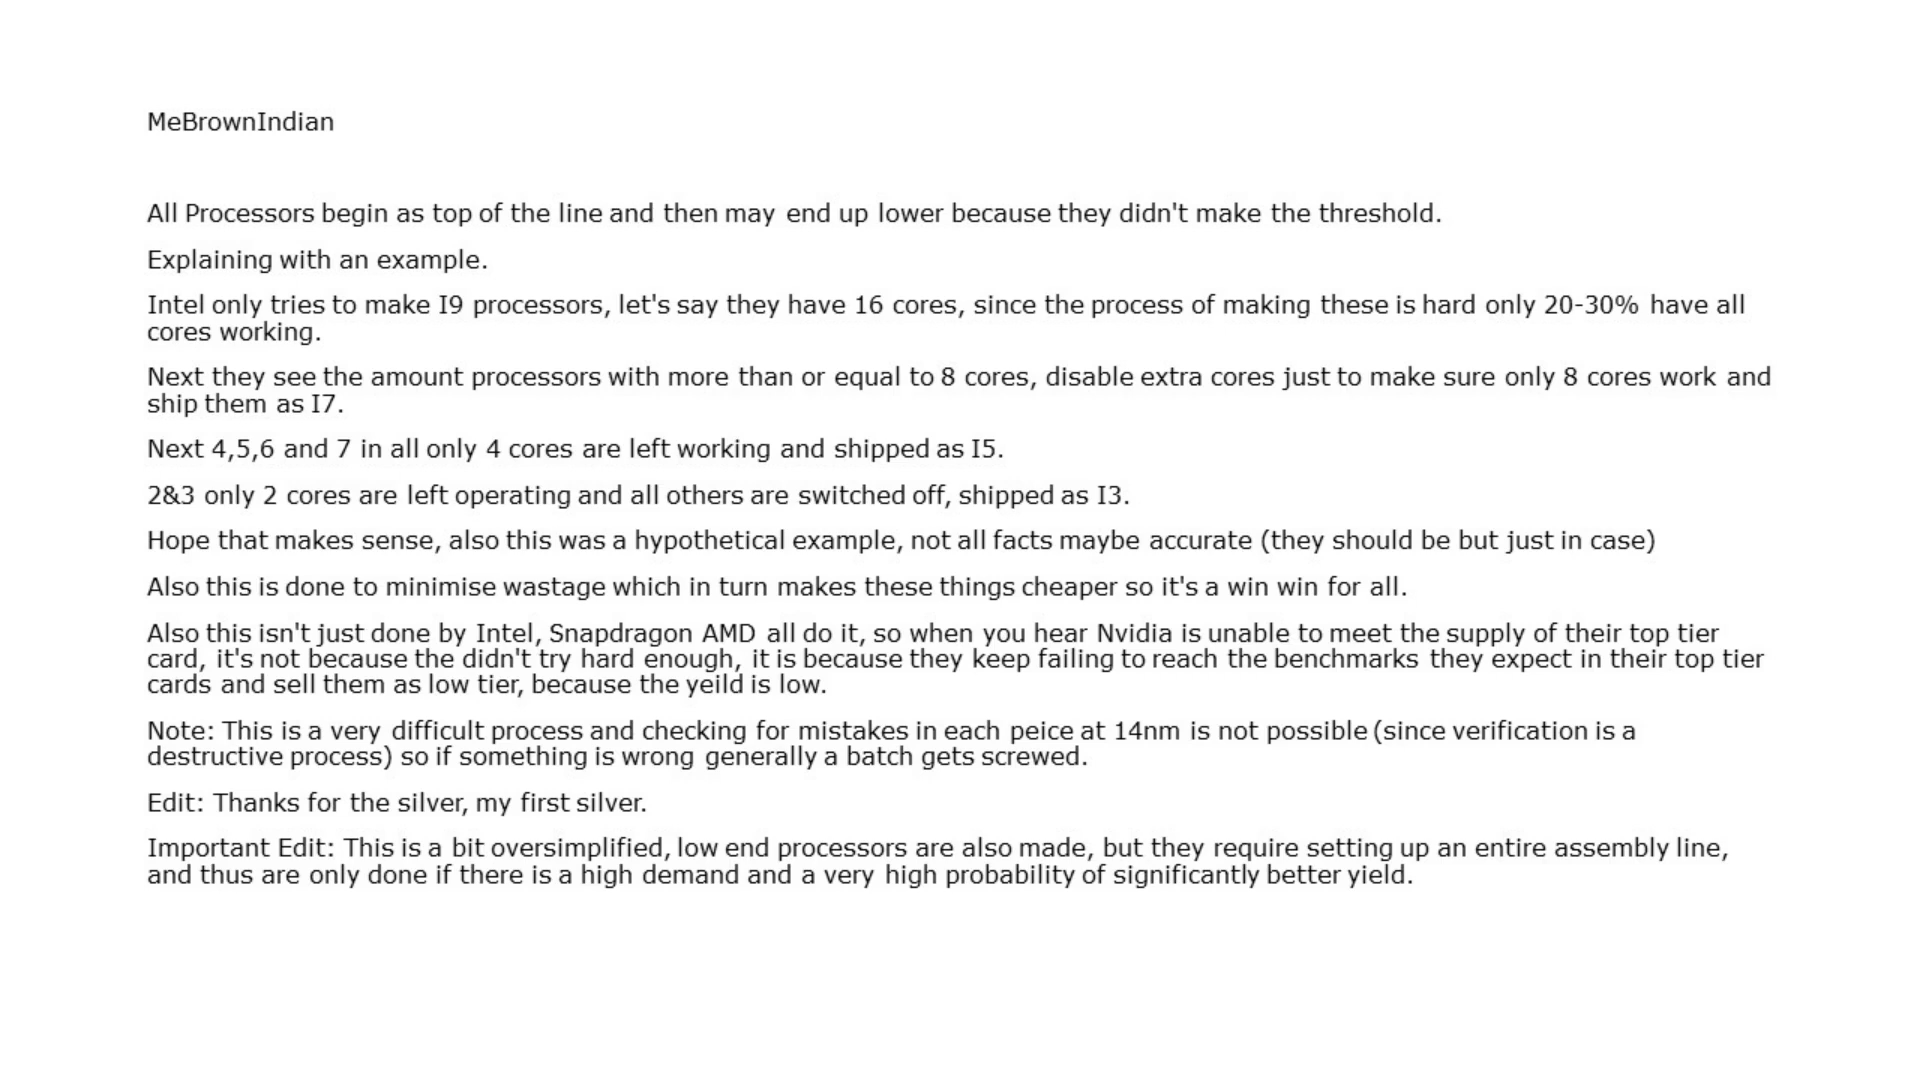 MeBrownIndian
All Processors begin as top of the line and then may end up lower because they didn't make the threshold.
Explaining with an example.
Intel only tries to make I9 processors, let's say they have 16 cores, since the process of making these is hard only 20-30% have all
cores working.
Next they see the amount processors with more than or equal to 8 cores, disable extra cores just to make sure only 8 cores work and
ship them as I7.
Next 4,5,6 and 7 in all only 4 cores are left working and shipped as I5.
2&3 only 2 cores are left operating and all others are switched off, shipped as I3.
Hope that makes sense, also this was a hypothetical example, not all facts maybe accurate (they should be but just in case)
Also this is done to minimise wastage which in turn makes these things cheaper so it's a win win for all.
Also this isn't just done by Intel, Snapdragon AMD all do it, so when you hear Nvidia is unable to meet the supply of their top tier
card, it's not because the didn't try hard enough, it is because they keep failing to reach the benchmarks they expect in their top tier
cards and sell them as low tier, because the yeild is low.
Note: This is a very difficult process and checking for mistakes in each peice at 14nm is not possible (since verification is a
destructive process) so if something is wrong generally a batch gets screwed.
Edit: Thanks for the silver, my first silver.
Important Edit: This is a bit oversimplified, low end processors are also made, but they require setting up an entire assembly line,
and thus are only done if there is a high demand and a very high probability of significantly better yield.